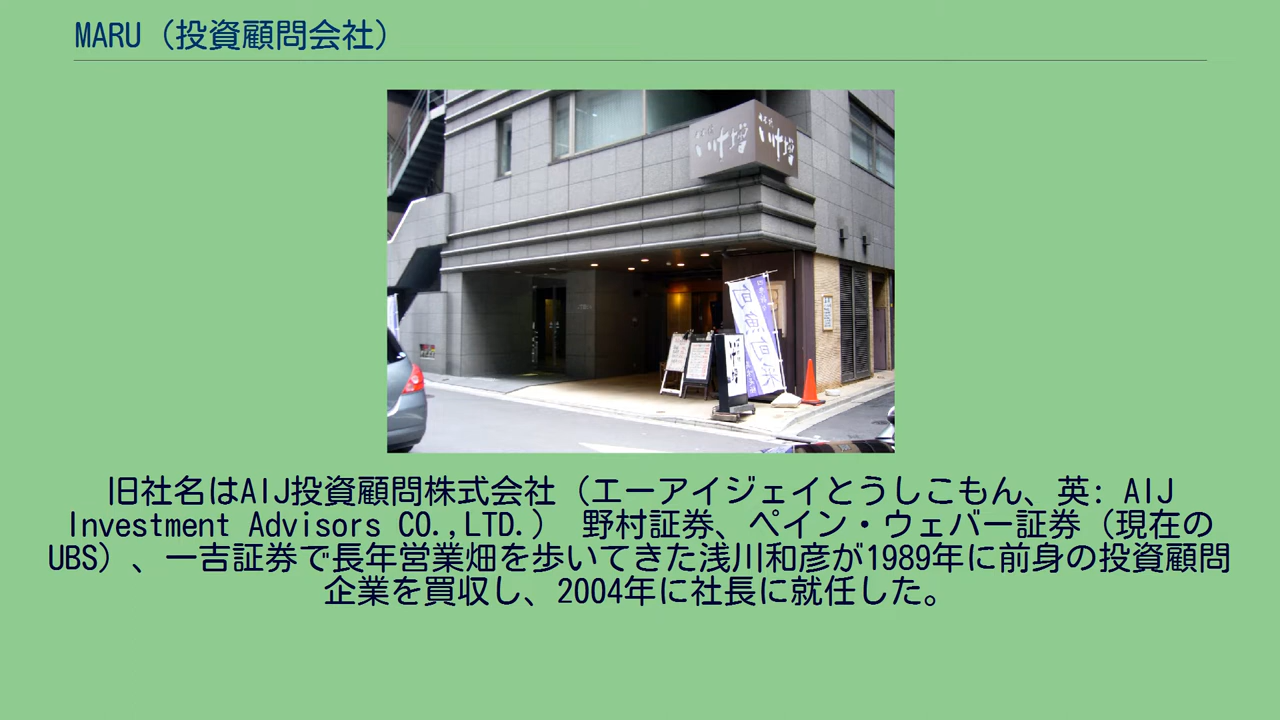 MARU（投資顧問会社）
旧社名はAIJ投資顧問株式会社（エーアイジェイとうしこもん、英: AIJ
Investment Advisors CO.,LTD.） 野村証券、ペイン・ウェバー証券（現在の
UBS）、一吉証券で長年営業畑を歩いてきた浅川和彦が1989年に前身の投資顧問
企業を買収し、2004年に社長に就任した。